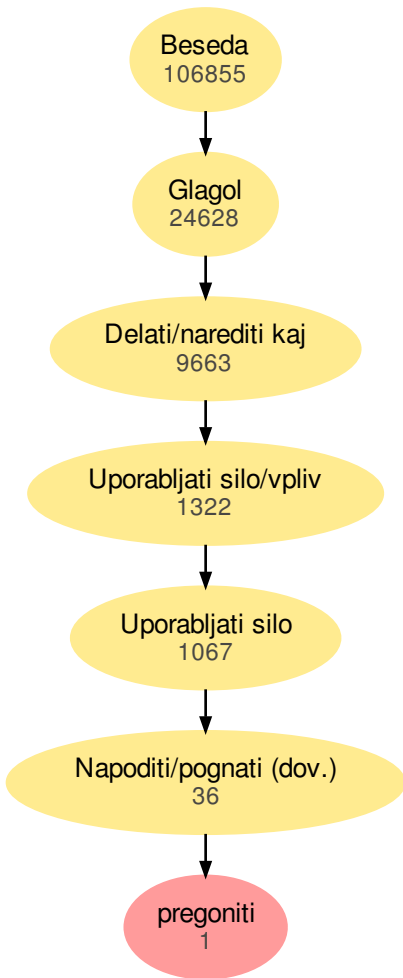 Beseda
106855
Glagol
24628
Delati/narediti kaj
9663
Uporabljati silo/vpliv
1322
Uporabljati silo
1067
Napoditi/pognati (dov.)
36
pregoniti
1